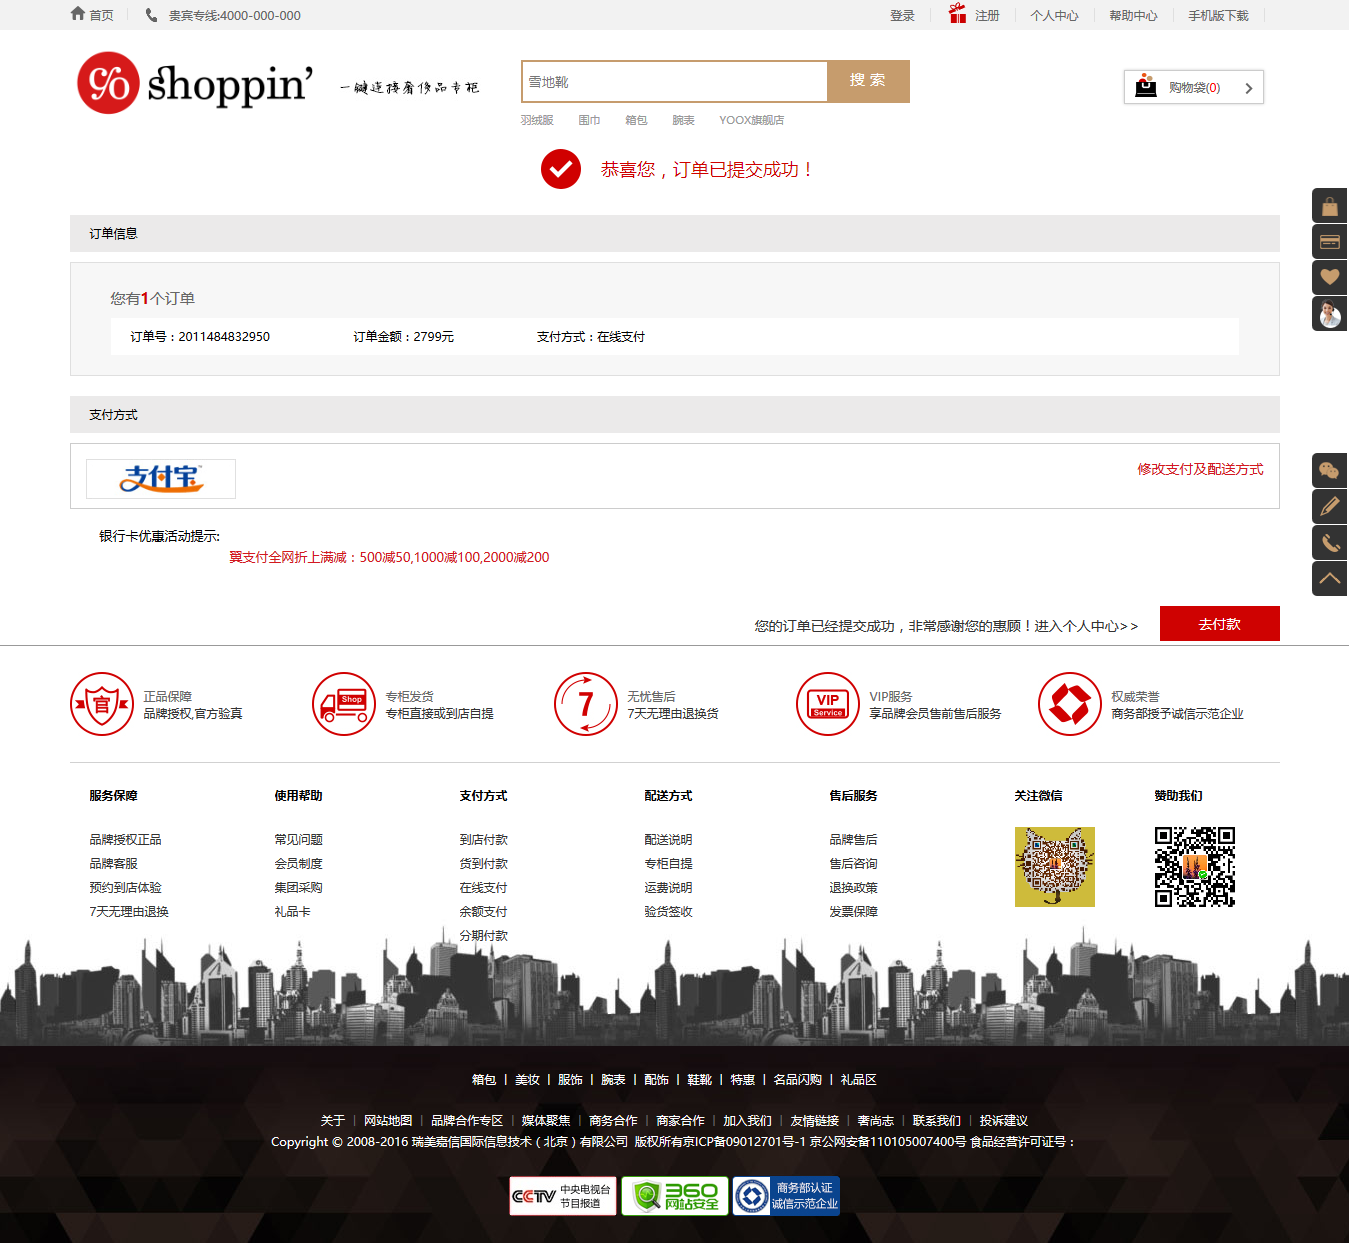 首页
贵宾专线:4000-000-000
登录
注册
个人中心
帮助中心
手机版下载
shoppin’
一键连接奢侈品专柜
雪地靴
搜 索
购物袋(0)
羽绒服 围巾 箱包 腕表 YOOX旗舰店
恭喜您，订单已提交成功！
订单信息
您有1个订单
订单号：2011484832950 订单金额：2799元 支付方式：在线支付
支付方式
支付宝
修改支付及配送方式
银行卡优惠活动提示:
翼支付全网折上满减：500减50,1000减100,2000减200
您的订单已经提交成功，非常感谢您的惠顾！进入个人中心>>
去付款
官
正品保障
品牌授权,官方验真
Shop
专柜发货
专柜直接或到店自提
7
无忧售后
7天无理由退换货
VIP
Service
VIP服务
享品牌会员售前售后服务
权威荣誉
商务部授予诚信示范企业
服务保障
品牌授权正品
品牌客服
预约到店体验
7天无理由退换
使用帮助
常见问题
会员制度
集团采购
礼品卡
支付方式
到店付款
货到付款
在线支付
余额支付
分期付款
配送方式
配送说明
专柜自提
运费说明
验货签收
售后服务
品牌售后
售后咨询
退换政策
发票保障
关注微信
赞助我们
箱包 | 美妆 | 服饰 | 腕表 | 配饰 | 鞋靴 | 特惠 | 名品闪购 | 礼品区
关于 | 网站地图 | 品牌合作专区 | 媒体聚焦 | 商务合作 | 商家合作 | 加入我们 | 友情链接 | 奢尚志 | 联系我们 | 投诉建议
Copyright © 2008-2016 瑞美嘉信国际信息技术（北京）有限公司 版权所有京ICP备09012701号-1 京公网安备110105007400号 食品经营许可证号：
CCTV 中央电视台
节目报道
360
网站安全
商务部认证
诚信示范企业